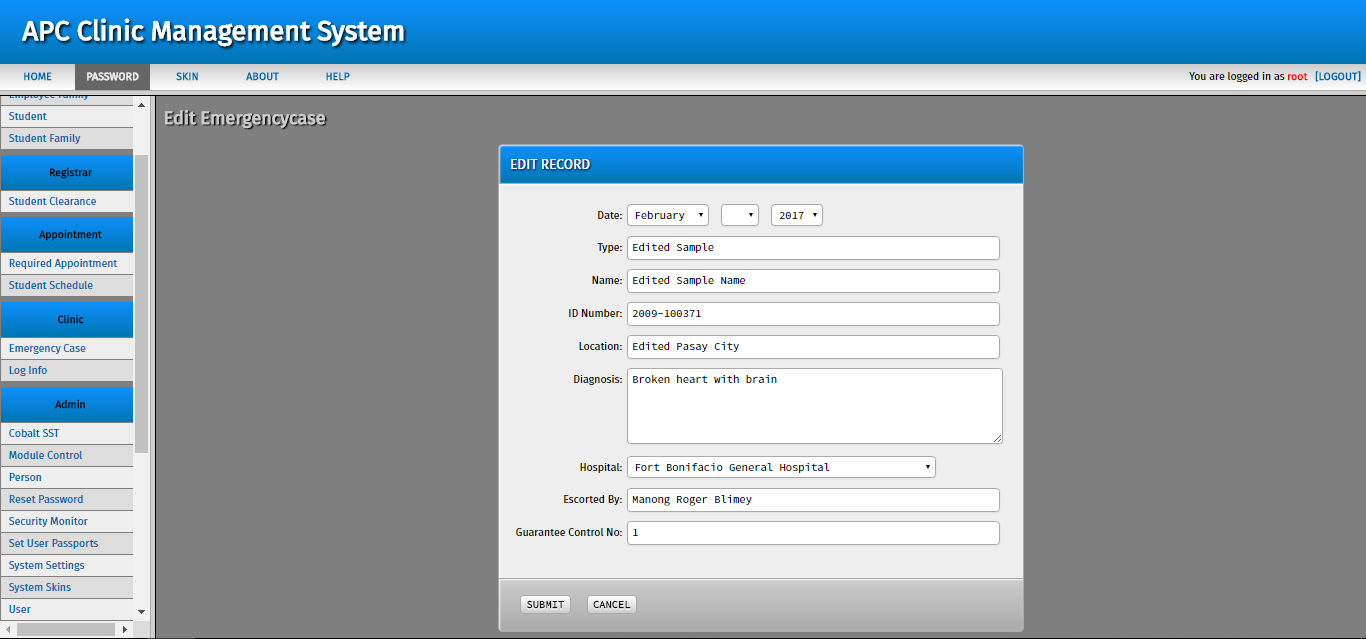 APC Clinic Management System
HOME PASSWORD SKIN ABOUT HELP You are logged in as root [LOGOUT]
Employee Family
Student
Student Family
Registrar
Student Clearance
Appointment
Required Appointment
Student Schedule
Clinic
Emergency Case
Log Info
Admin
Cobalt SST
Module Control
Person
Reset Password
Security Monitor
Set User Passports
System Settings
System Skins
User
Edit Emergencycase
EDIT RECORD
Date: February 2017
Type: Edited Sample
Name: Edited Sample Name
ID Number: 2009-100371
Location: Edited Pasay City
Diagnosis: Broken heart with brain
Hospital: Fort Bonifacio General Hospital
Escorted By: Manong Roger Blimey
Guarantee Control No: 1
SUBMIT CANCEL